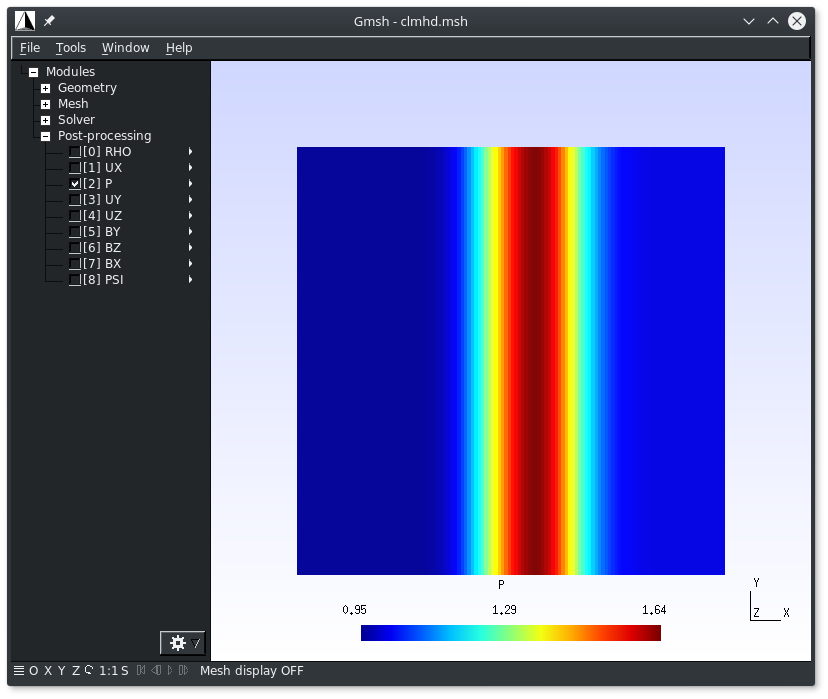 Gmsh - clmhd.msh
File Tools Window Help
Modules
Geometry
Mesh
Solver
Post-processing
[0] RHO
[1] UX
[2] P
[3] UY
[4] UZ
[5] BY
[6] BZ
[7] BX
[8] PSI
P
0.95 1.29 1.64
Y
Z X
O X Y Z 1:1 S Mesh display OFF